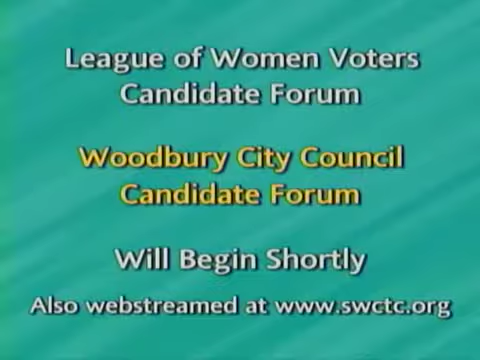 League of Women Voters
Candidate Forum
Woodbury City Council
Candidate Forum
Will Begin Shortly
Also webstreamed at www.swctc.org